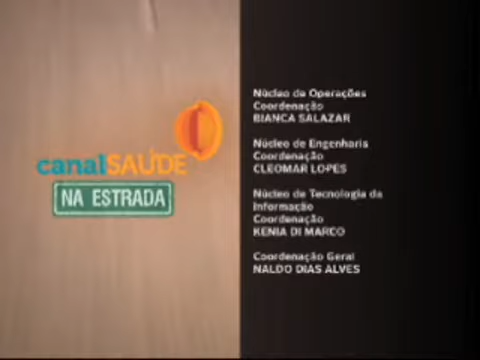 canalSAÚDE
NA ESTRADA
Núcleo de Operações
Coordenação
BIANCA SALAZAR
Núcleo de Engenharia
Coordenação
CLEOMAR LOPES
Núcleo de Tecnologia da
Informação
Coordenação
KENIA DI MARCO
Coordenação Geral
NALDO DIAS ALVES